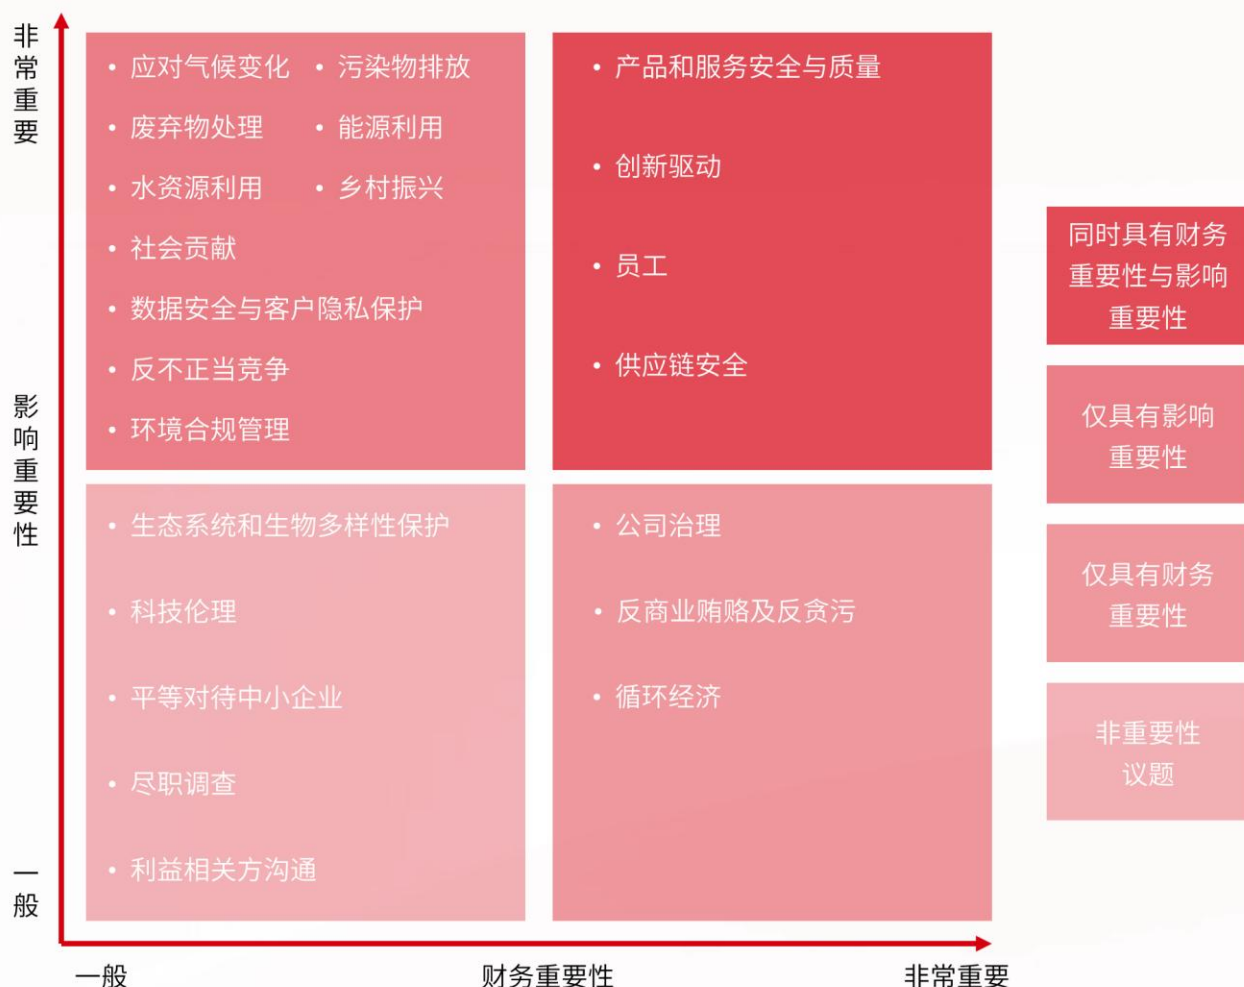 非常重要
• 应对气候变化 • 污染物排放
• 废弃物处理 • 能源利用
• 水资源利用 • 乡村振兴
• 社会贡献
• 数据安全与客户隐私保护
• 反不正当竞争
• 环境合规管理
• 产品和服务安全与质量
• 创新驱动
• 员工
• 供应链安全
影响重要性
• 生态系统和生物多样性保护
• 科技伦理
• 平等对待中小企业
• 尽职调查
• 利益相关方沟通
• 公司治理
• 反商业贿赂及反贪污
• 循环经济
一般
一般
财务重要性
非常重要
同时具有财务
重要性与影响
重要性
仅具有影响
重要性
仅具有财务
重要性
非重要性
议题